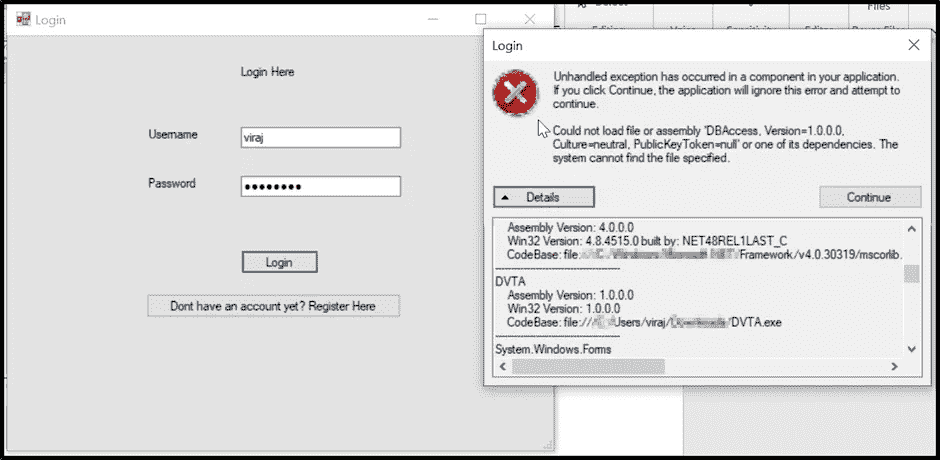 Login
Login Here
Username
viraj
Password
Login
Dont have an account yet? Register Here
Files
Login
Unhandled exception has occurred in a component in your application.
If you click Continue, the application will ignore this error and attempt to
continue.
Could not load file or assembly 'DBAccess, Version=1.0.0.0,
Culture=neutral, PublicKeyToken=null' or one of its dependencies. The
system cannot find the file specified.
Details
Continue
Assembly Version: 4.0.0.0
Win32 Version: 4.8.4515.0 built by: NET48REL1LAST_C
CodeBase: file: /Framework/v4.0.30319/mscorlib.
DVTA
Assembly Version: 1.0.0.0
Win32 Version: 1.0.0.0
CodeBase: file:/// Users/viraj/ /DVTA.exe
System.Windows.Forms